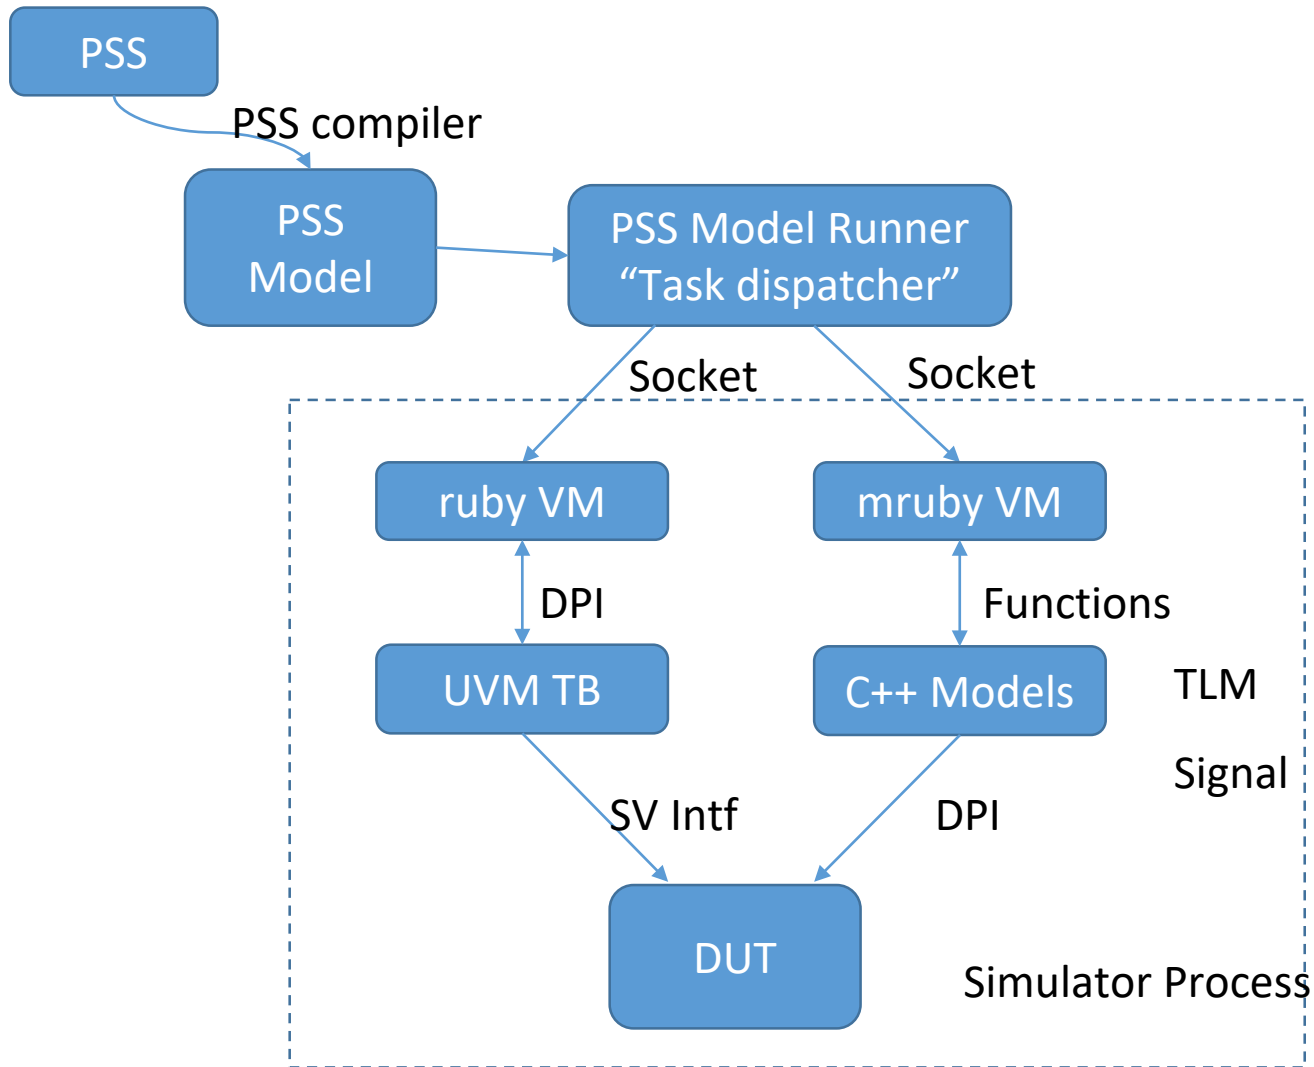 PSS
PSS compiler
PSS
Model
PSS Model Runner
“Task dispatcher”
Socket
Socket
ruby VM
mruby VM
DPI
Functions
UVM TB
C++ Models
TLM
Signal
SV Intf
DPI
DUT
Simulator Process